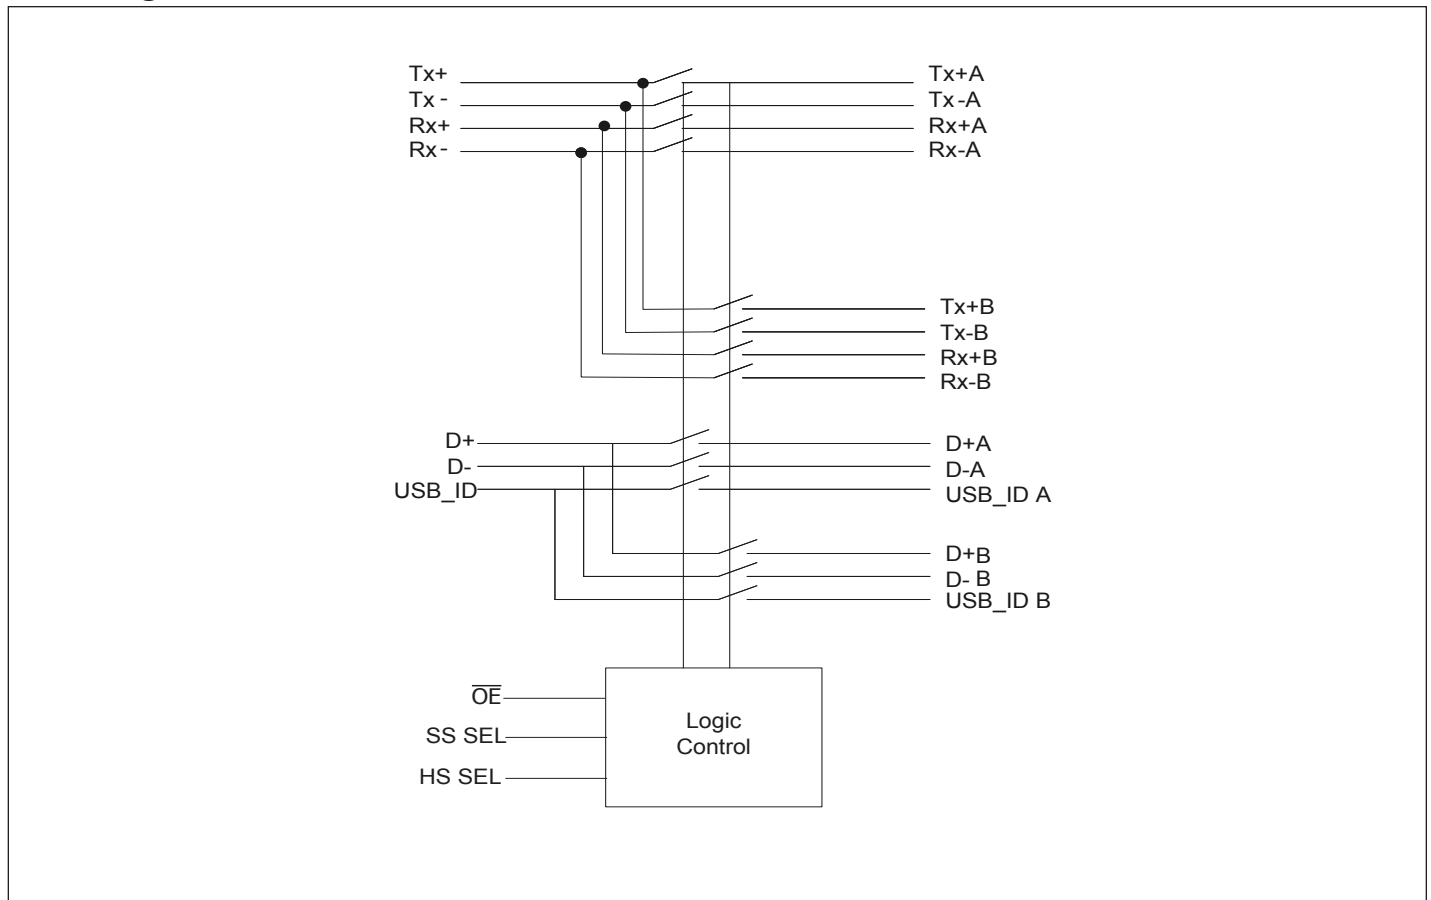 Tx+
Tx -
Rx+
Rx -
Tx+A
Tx -A
Rx+A
Rx-A
Tx+B
Tx-B
Rx+B
Rx-B
D+
D-
USB_ID
D+A
D-A
USB_ID A
D+B
D- B
USB_ID B
OE
SS SEL
HS SEL
Logic
Control